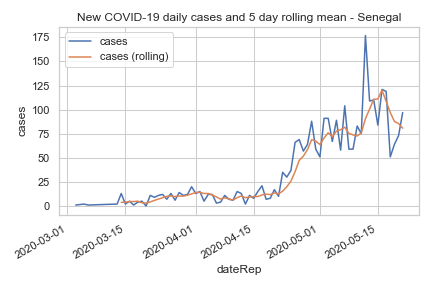 New COVID-19 daily cases and 5 day rolling mean - Senegal
cases
cases (rolling)
175
150
125
100
75
50
25
0
cases
2020-03-01
2020-03-15
2020-04-01
2020-04-15
2020-05-01
2020-05-15
dateRep